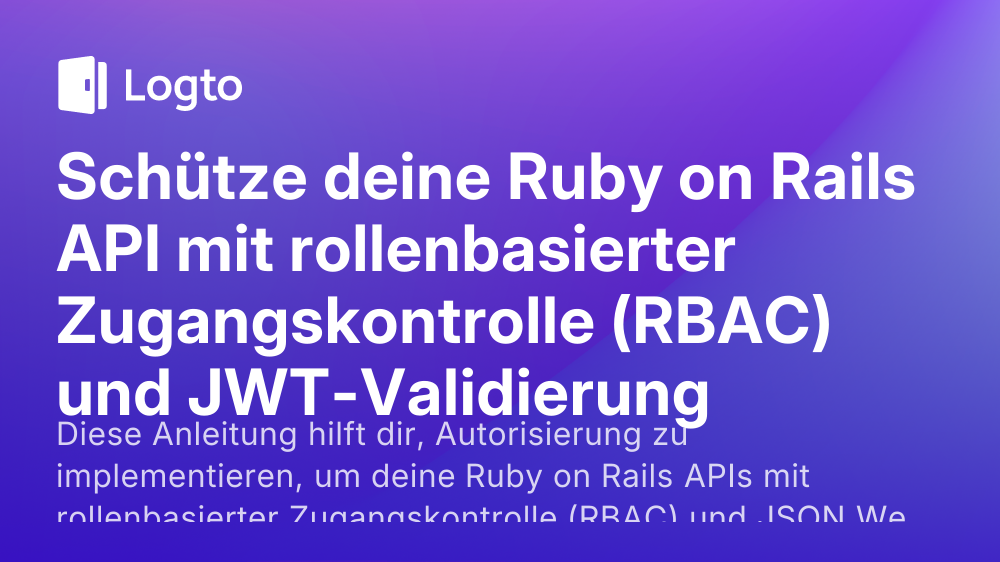 Logto
Schütze deine Ruby on Rails
API mit rollenbasierter
Zugangskontrolle (RBAC)
und JWT-Validierung
Diese Anleitung hilft dir, Autorisierung zu
implementieren, um deine Ruby on Rails APIs mit
rollenbasierter Zugangskontrolle (RBAC) und JSON We